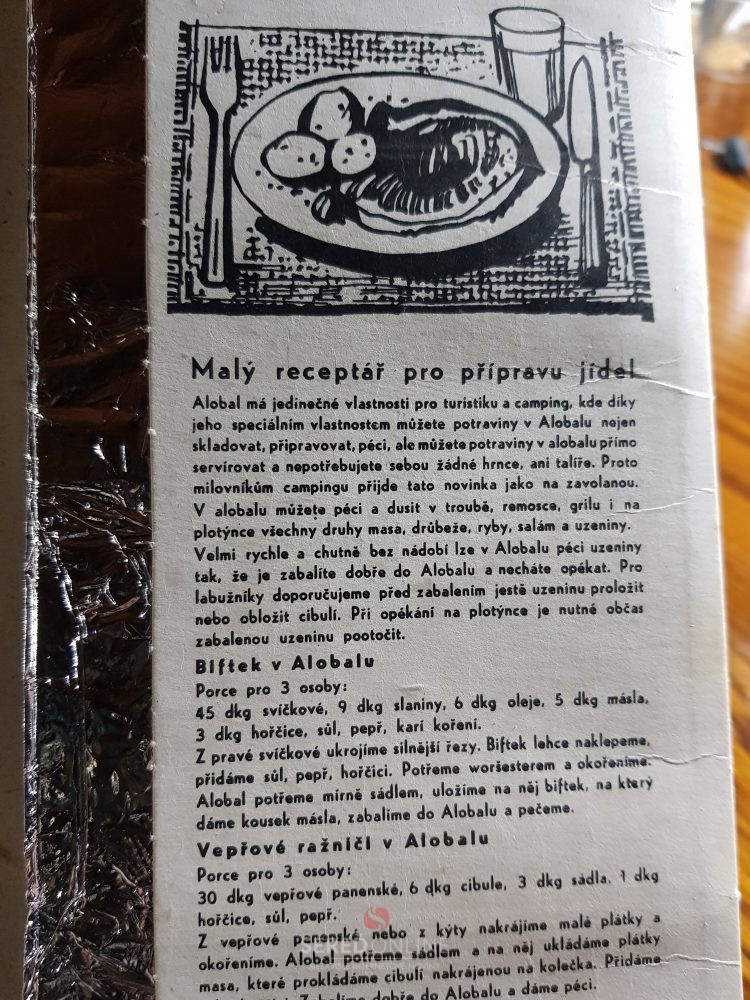 Malý receptář pro přípravu jídel
Alobal má jedinečné vlastnosti pro turistiku a camping, kde díky
jeho speciálním vlastnostem můžete potraviny v Alobalu nejen
skladovat, připravovat, péci, ale můžete potraviny v alobalu přímo
servírovat a nepotřebujete sebou žádné hrnce, ani talíře. Proto
milovníkům campingu přijde tato novinka jako na zavolanou.
V alobalu můžete péci a dusit v troubě, remosce, grilu i na
plotýnce všechny druhy masa, drůbeže, ryby, salám a uzeniny.
Velmi rychle a chutně bez nádobí lze v Alobalu péci uzeniny
tak, že je zabalíte dobře do Alobalu a necháte opékat. Pro
labužníky doporučujeme před zabalením jestě uzeninu proložit
nebo obložit cibulí. Při opékání na plotýnce je nutné občas
zabalenou uzeninu pootočit.
Biftek v Alobalu
Porce pro 3 osoby:
45 dkg svíčkové, 9 dkg slaniny, 6 dkg oleje, 5 dkg másla,
3 dkg hořčice, sůl, pepř, karí koření.
Z pravé svíčkové ukrojíme silnější řezy. Biftek lehce naklepeme,
přidáme sůl, pepř, hořčici. Potřeme woršesterem a okořeníme.
Alobal potřeme mírně sádlem, uložíme na něj biftek, na který
dáme kousek másla, zabalíme do Alobalu a pečeme.
Vepřové ražničí v Alobalu
Porce pro 3 osoby:
30 dkg vepřové panenské, 6 dkg cibule, 3 dkg sádla, 1 dkg
hořčice, sůl, pepř.
Z vepřové panenské nebo z kýty nakrájíme malé plátky a
okořeníme. Alobal potřeme sádlem a na něj ukládáme plátky
masa, které prokládáme cibulí nakrájenou na kolečka. Přidáme
Zabalíme dobře do Alobalu a dáme péci.
SEREDONLINE